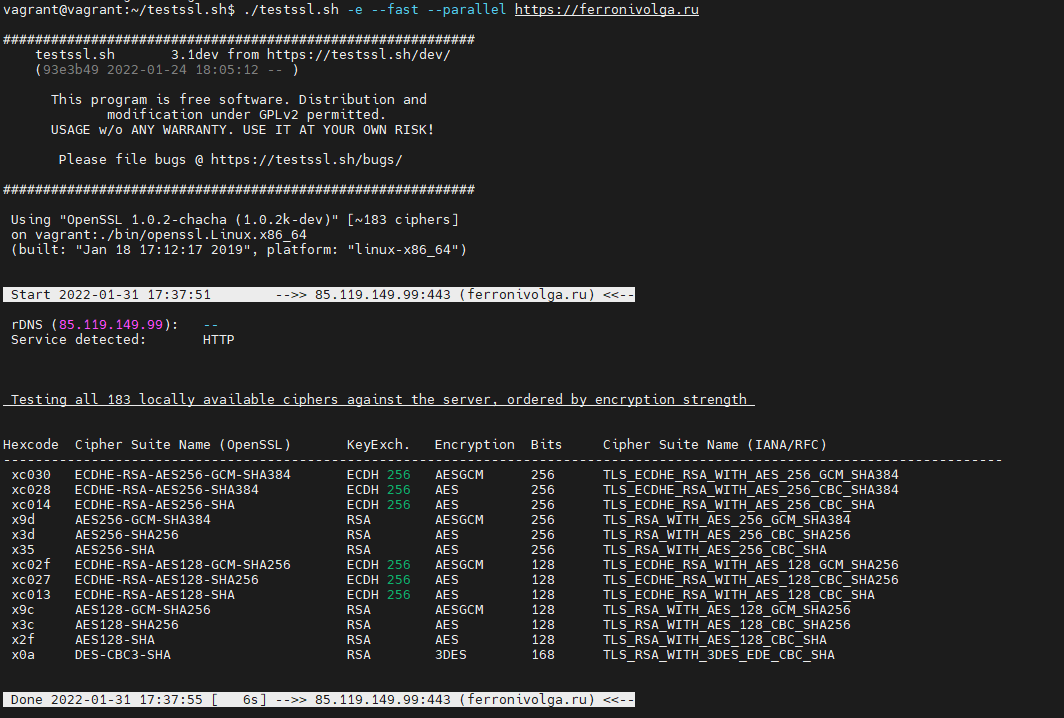 vagrant@vagrant:~/testssl.sh$ ./testssl.sh -e --fast --parallel https://ferronivolga.ru
###########################################################
testssl.sh 3.1dev from https://testssl.sh/dev/
(93e3b49 2022-01-24 18:05:12 -- )
This program is free software. Distribution and
modification under GPLv2 permitted.
USAGE w/o ANY WARRANTY. USE IT AT YOUR OWN RISK!
Please file bugs @ https://testssl.sh/bugs/
###########################################################
Using "OpenSSL 1.0.2-chacha (1.0.2k-dev)" [~183 ciphers]
on vagrant:./bin/openssl.Linux.x86_64
(built: "Jan 18 17:12:17 2019", platform: "linux-x86_64")
Start 2022-01-31 17:37:51 -->> 85.119.149.99:443 (ferronivolga.ru) <<--
rDNS (85.119.149.99): --
Service detected: HTTP
Testing all 183 locally available ciphers against the server, ordered by encryption strength
Hexcode Cipher Suite Name (OpenSSL) KeyExch. Encryption Bits Cipher Suite Name (IANA/RFC)
-----------------------------------------------------------------------------------------------------------------------------
xc030 ECDHE-RSA-AES256-GCM-SHA384 ECDH 256 AESGCM 256 TLS_ECDHE_RSA_WITH_AES_256_GCM_SHA384
xc028 ECDHE-RSA-AES256-SHA384 ECDH 256 AES 256 TLS_ECDHE_RSA_WITH_AES_256_CBC_SHA384
xc014 ECDHE-RSA-AES256-SHA ECDH 256 AES 256 TLS_ECDHE_RSA_WITH_AES_256_CBC_SHA
x9d AES256-GCM-SHA384 RSA AESGCM 256 TLS_RSA_WITH_AES_256_GCM_SHA384
x3d AES256-SHA256 RSA AES 256 TLS_RSA_WITH_AES_256_CBC_SHA256
x35 AES256-SHA RSA AES 256 TLS_RSA_WITH_AES_256_CBC_SHA
xc02f ECDHE-RSA-AES128-GCM-SHA256 ECDH 256 AESGCM 128 TLS_ECDHE_RSA_WITH_AES_128_GCM_SHA256
xc027 ECDHE-RSA-AES128-SHA256 ECDH 256 AES 128 TLS_ECDHE_RSA_WITH_AES_128_CBC_SHA256
xc013 ECDHE-RSA-AES128-SHA ECDH 256 AES 128 TLS_ECDHE_RSA_WITH_AES_128_CBC_SHA
x9c AES128-GCM-SHA256 RSA AESGCM 128 TLS_RSA_WITH_AES_128_GCM_SHA256
x3c AES128-SHA256 RSA AES 128 TLS_RSA_WITH_AES_128_CBC_SHA256
x2f AES128-SHA RSA AES 128 TLS_RSA_WITH_AES_128_CBC_SHA
x0a DES-CBC3-SHA RSA 3DES 168 TLS_RSA_WITH_3DES_EDE_CBC_SHA
Done 2022-01-31 17:37:55 [ 6s] -->> 85.119.149.99:443 (ferronivolga.ru) <<--